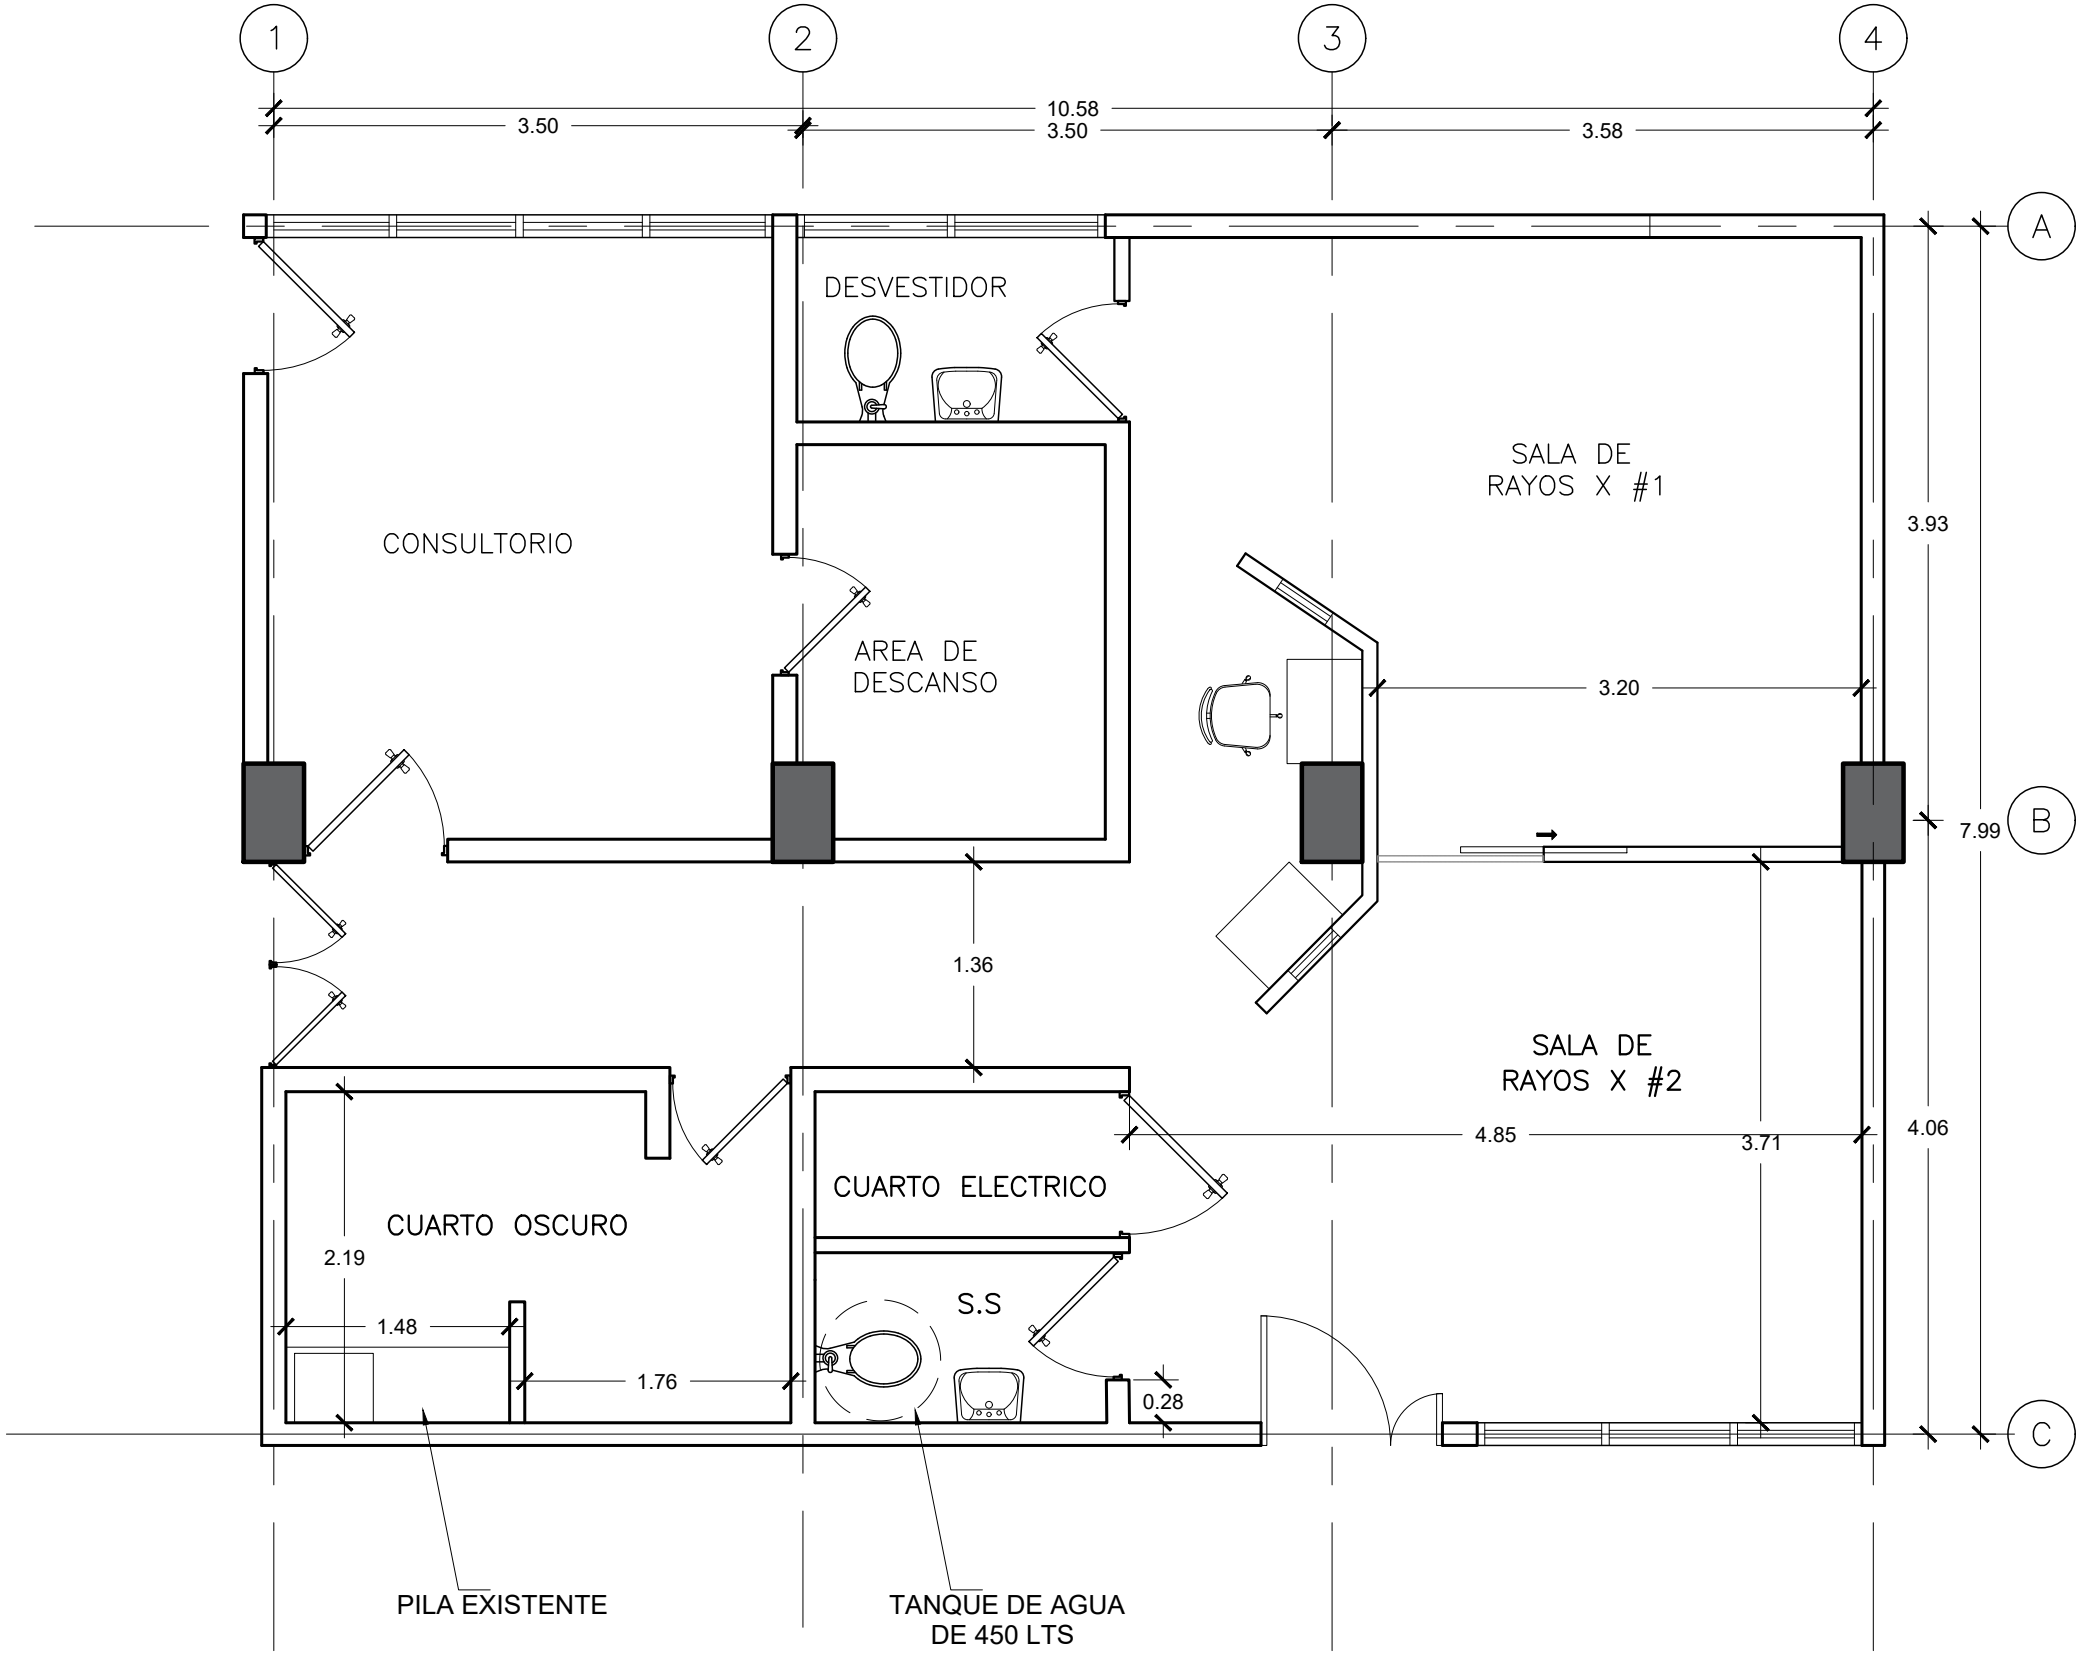 1
2
3
4
10.58
3.50
3.50
3.58
A
DESVESTIDOR
SALA DE
RAYOS X #1
3.93
CONSULTORIO
AREA DE
DESCANSO
3.20
B
7.99
1.36
SALA DE
RAYOS X #2
4.85
3.71
4.06
CUARTO ELECTRICO
CUARTO OSCURO
2.19
S.S
1.48
1.76
0.28
C
PILA EXISTENTE
TANQUE DE AGUA
DE 450 LTS